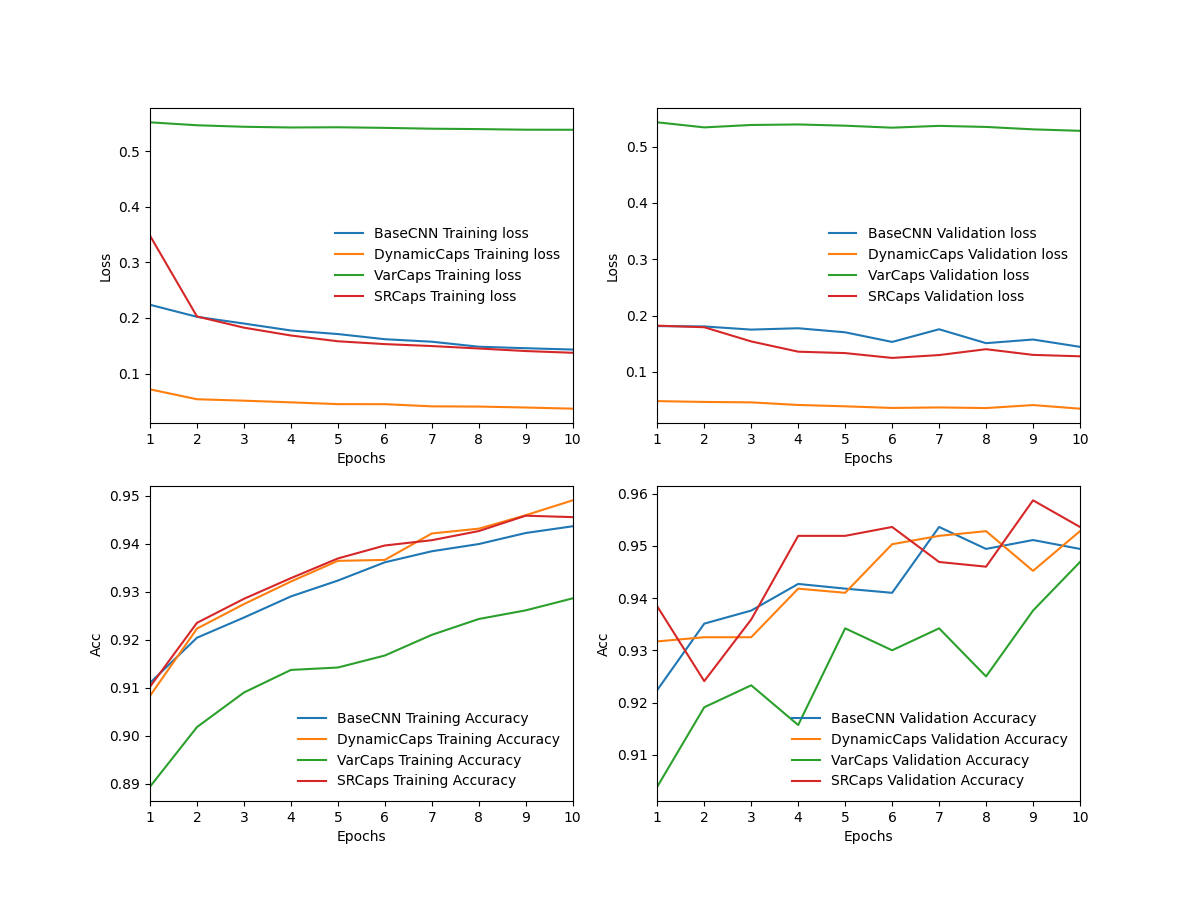 0.5
0.4
0.3
0.2
0.1
Loss
BaseCNN Training loss
DynamicCaps Training loss
VarCaps Training loss
SRCaps Training loss
1 2 3 4 5 6 7 8 9 10
Epochs
0.5
0.4
0.3
0.2
0.1
Loss
BaseCNN Validation loss
DynamicCaps Validation loss
VarCaps Validation loss
SRCaps Validation loss
1 2 3 4 5 6 7 8 9 10
Epochs
0.95
0.94
0.93
0.92
0.91
0.90
0.89
Acc
BaseCNN Training Accuracy
DynamicCaps Training Accuracy
VarCaps Training Accuracy
SRCaps Training Accuracy
1 2 3 4 5 6 7 8 9 10
Epochs
0.96
0.95
0.94
0.93
0.92
0.91
Acc
BaseCNN Validation Accuracy
DynamicCaps Validation Accuracy
VarCaps Validation Accuracy
SRCaps Validation Accuracy
1 2 3 4 5 6 7 8 9 10
Epochs